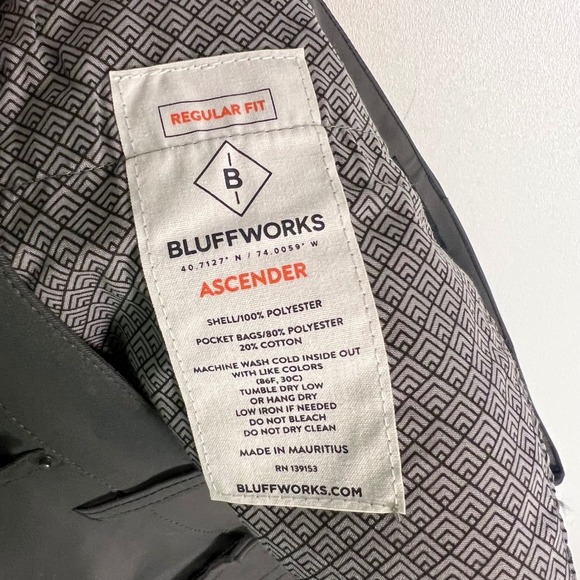 REGULAR FIT
B
BLUFFWORKS
40.7127° N / 74.0059° W
ASCENDER
SHELL/100% POLYESTER
POCKET BAGS/80% POLYESTER
20% COTTON
MACHINE WASH COLD INSIDE OUT
WITH LIKE COLORS
(86F, 30C)
TUMBLE DRY LOW
OR HANG DRY
LOW IRON IF NEEDED
DO NOT BLEACH
DO NOT DRY CLEAN
MADE IN MAURITIUS
RN 139153
BLUFFWORKS.COM